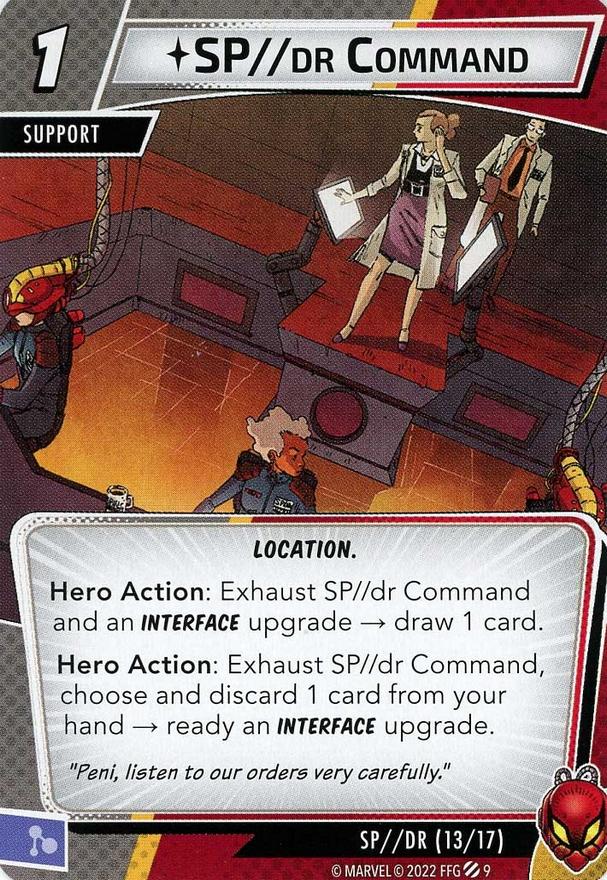 1
SP//DR COMMAND
SUPPORT
LOCATION.
Hero Action: Exhaust SP//dr Command
and an INTERFACE upgrade → draw 1 card.
Hero Action: Exhaust SP//dr Command,
choose and discard 1 card from your
hand → ready an INTERFACE upgrade.
"Peni, listen to our orders very carefully."
SP//DR (13/17)
© MARVEL © 2022 FFG 9